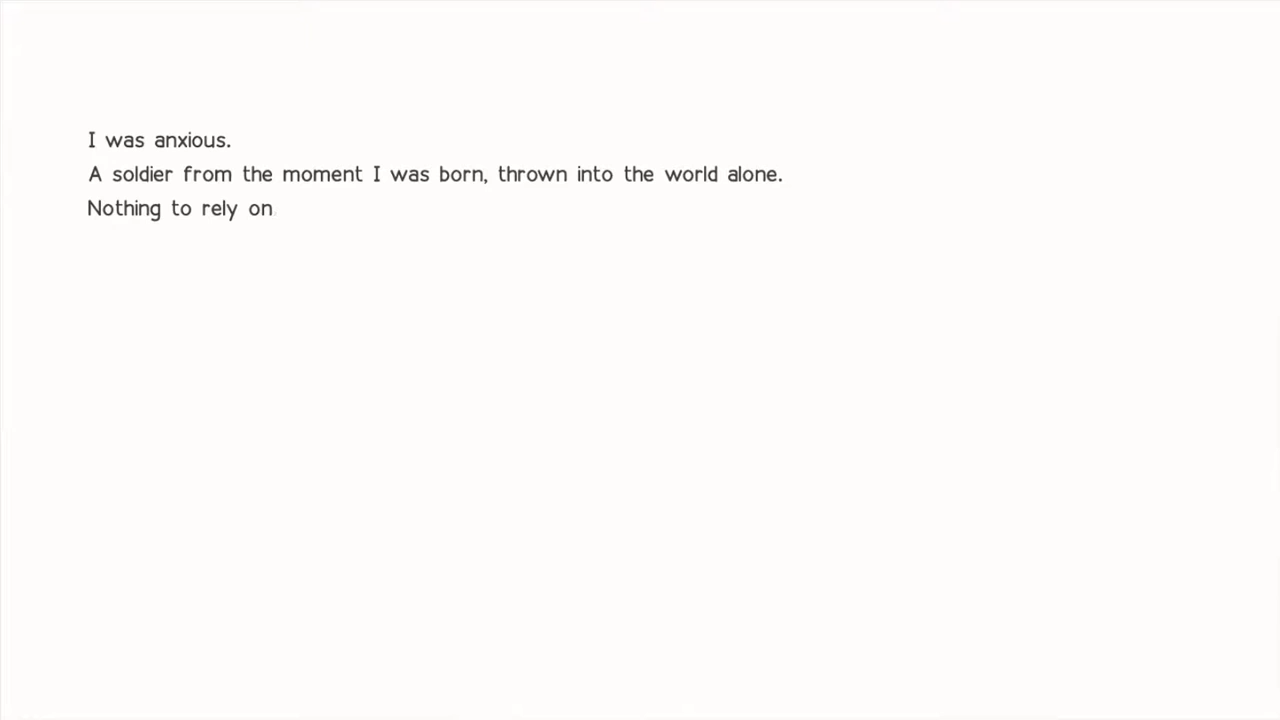 I was anxious.
A soldier from the moment I was born, thrown into the world alone.
Nothing to rely on